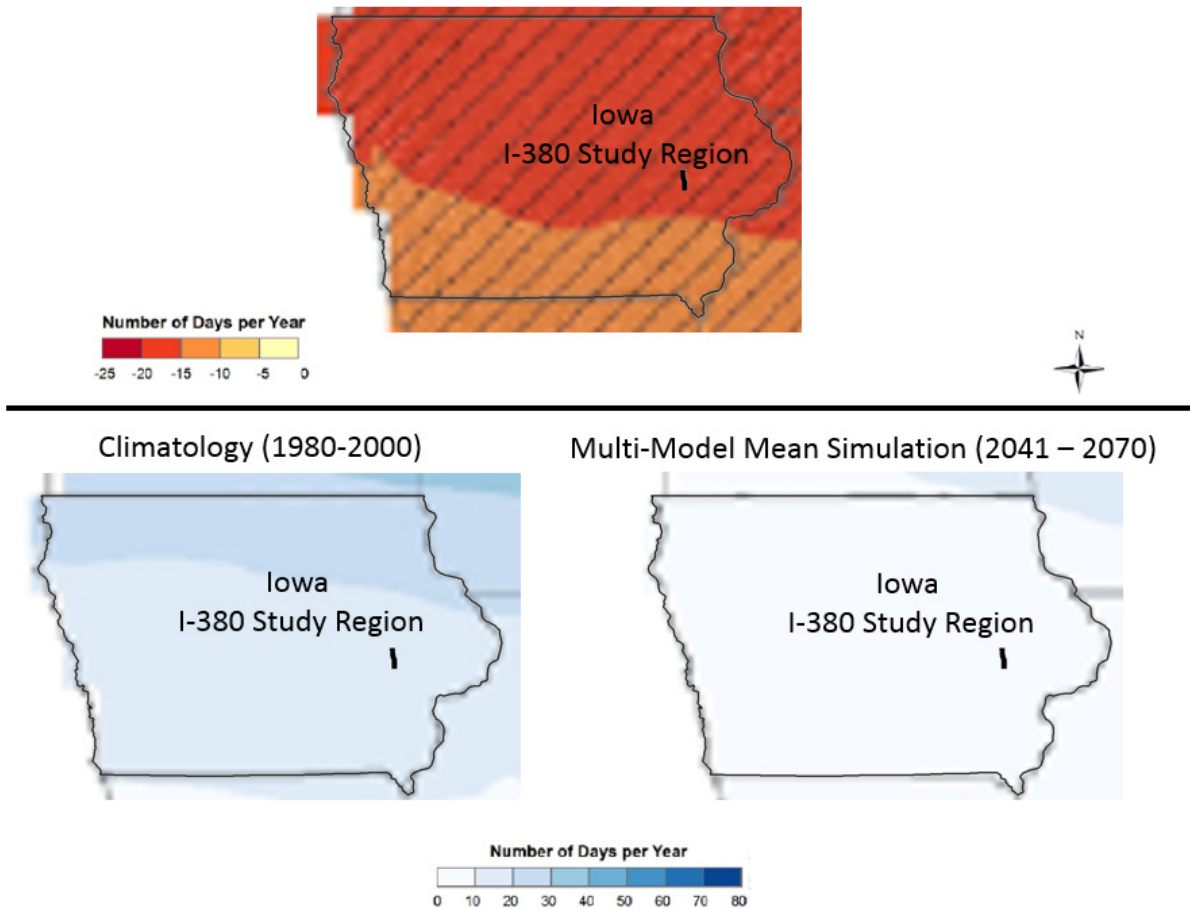 Iowa
I-380 Study Region
Number of Days per Year
-25 -20 -15 -10 -5 0
N
Climatology (1980-2000)
Multi-Model Mean Simulation (2041 – 2070)
Iowa
I-380 Study Region
Iowa
I-380 Study Region
Number of Days per Year
0 10 20 30 40 50 60 70 80